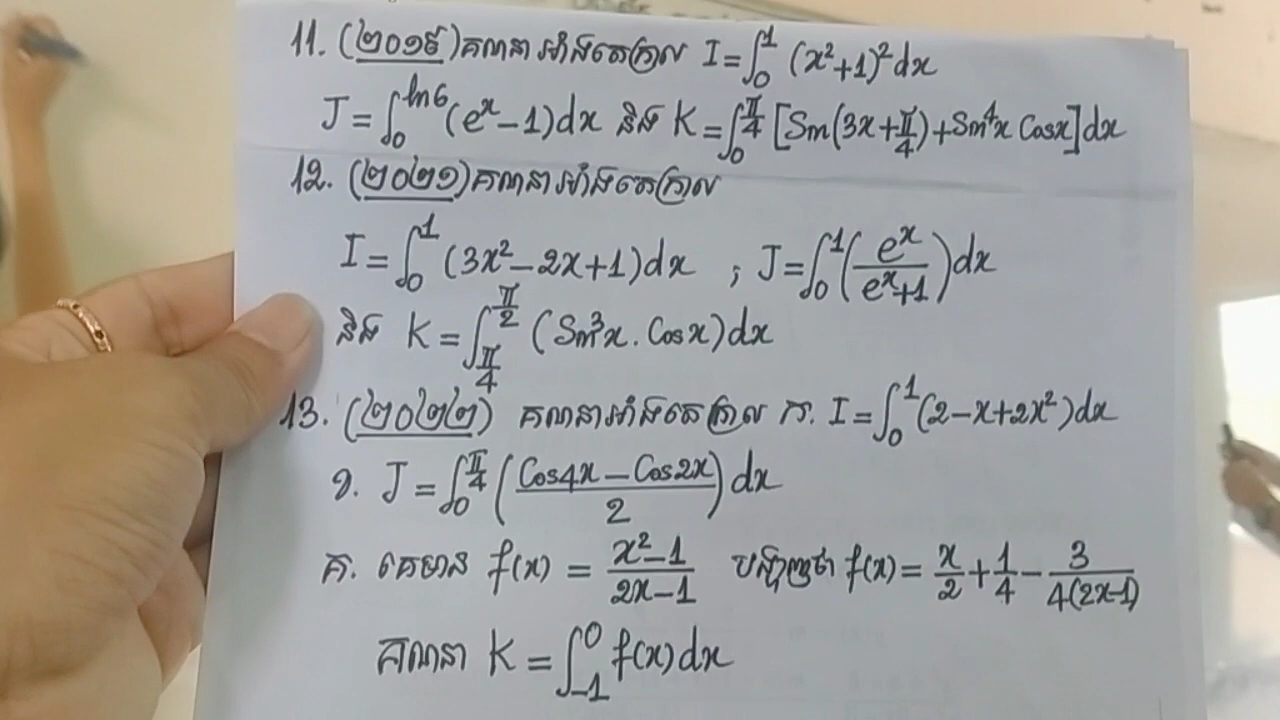 11. (២០១៩) គណនាអាំងតេក្រាល I = ∫₀¹ (x²+1)² dx
J = ∫₀^{ln6} (eˣ − 1) dx និង K = ∫₀^{π/4} [Sin(3x + π/4) + Sin⁴x Cosx] dx
12. (២០២១) គណនាអាំងតេក្រាល
I = ∫₀¹ (3x² − 2x + 1) dx , J = ∫₀¹ (eˣ/(eˣ+1)) dx
និង K = ∫_{π/4}^{π/2} (Sin³x . Cosx) dx
13. (២០២២) គណនាអាំងតេក្រាល ក. I = ∫₀¹ (2 − x + 2x²) dx
ខ. J = ∫₀^{π/4} ((Cos4x − Cos2x)/2) dx
គ. គេមាន f(x) = (x² − 1)/(2x − 1) បង្ហាញថា f(x) = x/2 + 1/4 − 3/(4(2x−1))
គណនា K = ∫₋₁⁰ f(x) dx